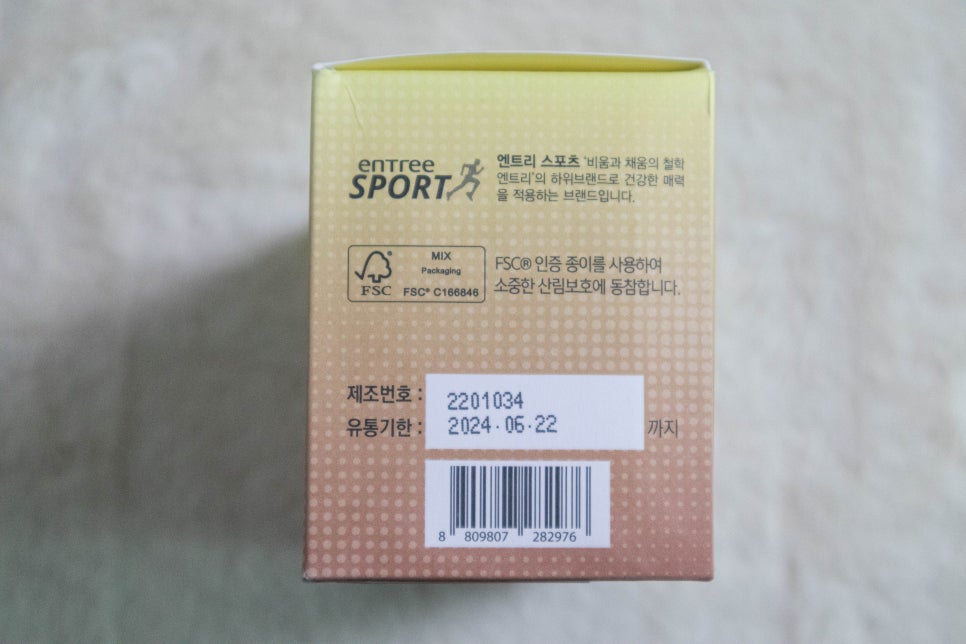 enTree
SPORT
엔트리 스포츠 '비움과 채움의 철학
엔트리'의 하위브랜드로 건강한 매력
을 적용하는 브랜드입니다.
FSC
MIX
Packaging
FSC® C166846
FSC® 인증 종이를 사용하여
소중한 산림보호에 동참합니다.
제조번호 : 2201034
유통기한 : 2024.06.22 까지
8 809807 282976